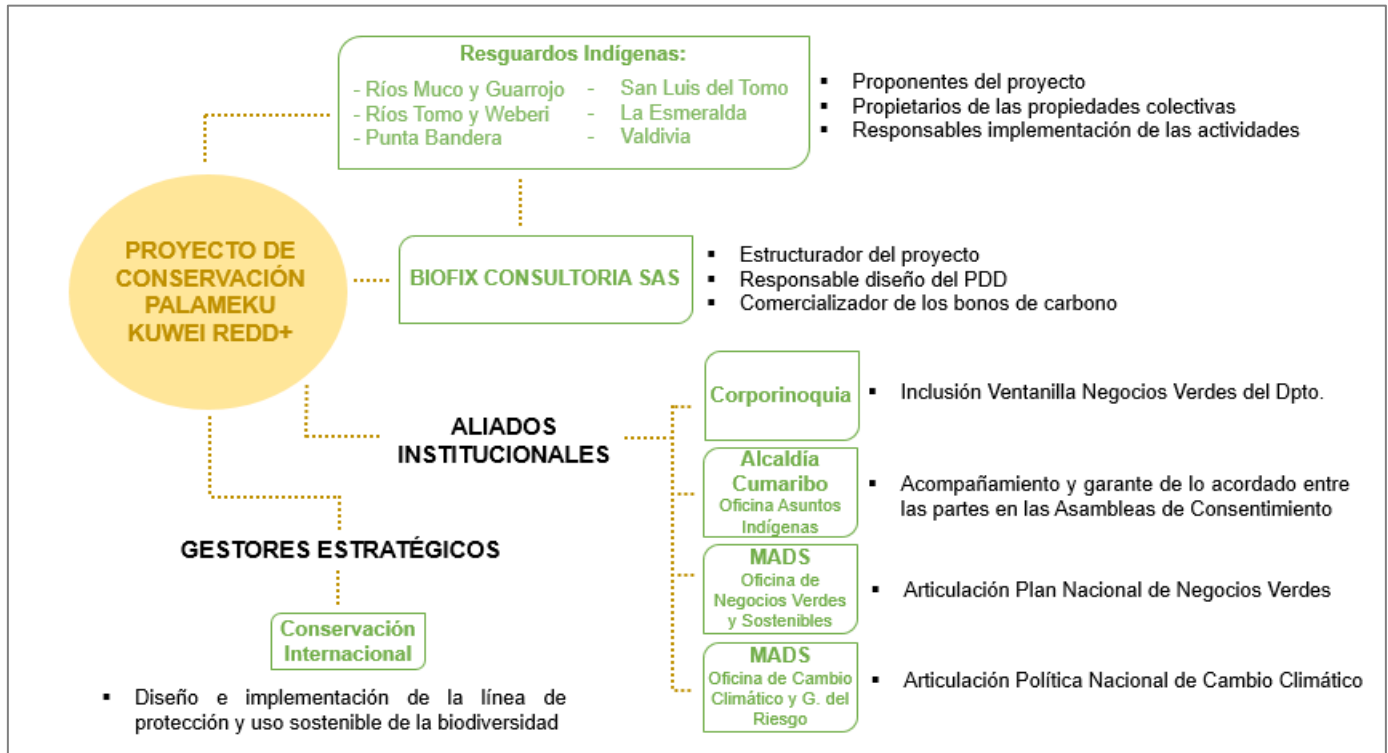 Resguardos Indígenas:
- Ríos Muco y Guarrojo - San Luis del Tomo
- Ríos Tomo y Weberi - La Esmeralda
- Punta Bandera - Valdivia
▪ Proponentes del proyecto
▪ Propietarios de las propiedades colectivas
▪ Responsables implementación de las actividades
PROYECTO DE
CONSERVACIÓN
PALAMEKU
KUWEI REDD+
BIOFIX CONSULTORIA SAS
▪ Estructurador del proyecto
▪ Responsable diseño del PDD
▪ Comercializador de los bonos de carbono
ALIADOS
INSTITUCIONALES
Corporinoquia
▪ Inclusión Ventanilla Negocios Verdes del Dpto.
Alcaldía
Cumaribo
Oficina Asuntos
Indígenas
▪ Acompañamiento y garante de lo acordado entre
las partes en las Asambleas de Consentimiento
MADS
Oficina de
Negocios Verdes
y Sostenibles
▪ Articulación Plan Nacional de Negocios Verdes
MADS
Oficina de Cambio
Climático y G. del
Riesgo
▪ Articulación Política Nacional de Cambio Climático
GESTORES ESTRATÉGICOS
Conservación
Internacional
▪ Diseño e implementación de la línea de
protección y uso sostenible de la biodiversidad